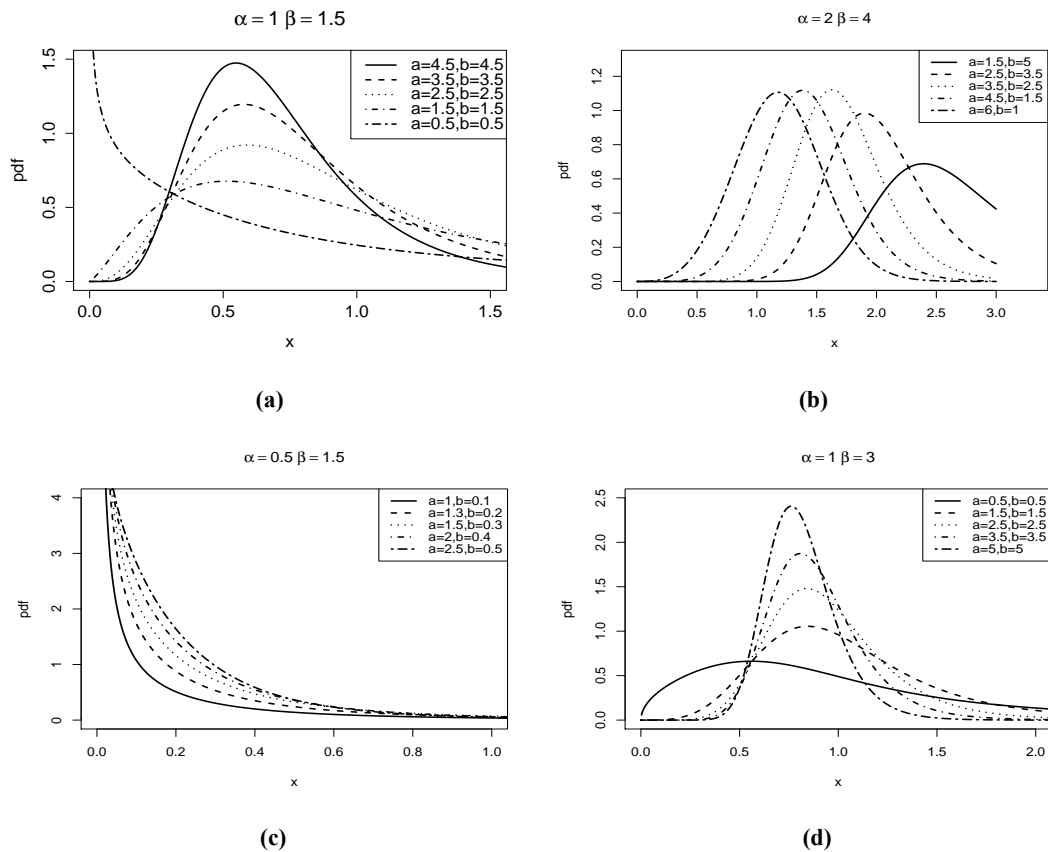 α = 1 β = 1.5
pdf
0.0
0.5
1.0
1.5
a=4.5,b=4.5
a=3.5,b=3.5
a=2.5,b=2.5
a=1.5,b=1.5
a=0.5,b=0.5
0.0
0.5
1.0
1.5
x
(a)
α = 2 β = 4
pdf
0.0
0.2
0.4
0.6
0.8
1.0
1.2
a=1.5,b=5
a=2.5,b=3.5
a=3.5,b=2.5
a=4.5,b=1.5
a=6,b=1
0.0
0.5
1.0
1.5
2.0
2.5
3.0
x
(b)
α = 0.5 β = 1.5
pdf
0
1
2
3
4
a=1,b=0.1
a=1.3,b=0.2
a=1.5,b=0.3
a=2,b=0.4
a=2.5,b=0.5
0.0
0.2
0.4
0.6
0.8
1.0
x
(c)
α = 1 β = 3
pdf
0.0
0.5
1.0
1.5
2.0
2.5
a=0.5,b=0.5
a=1.5,b=1.5
a=2.5,b=2.5
a=3.5,b=3.5
a=5,b=5
0.0
0.5
1.0
1.5
2.0
x
(d)